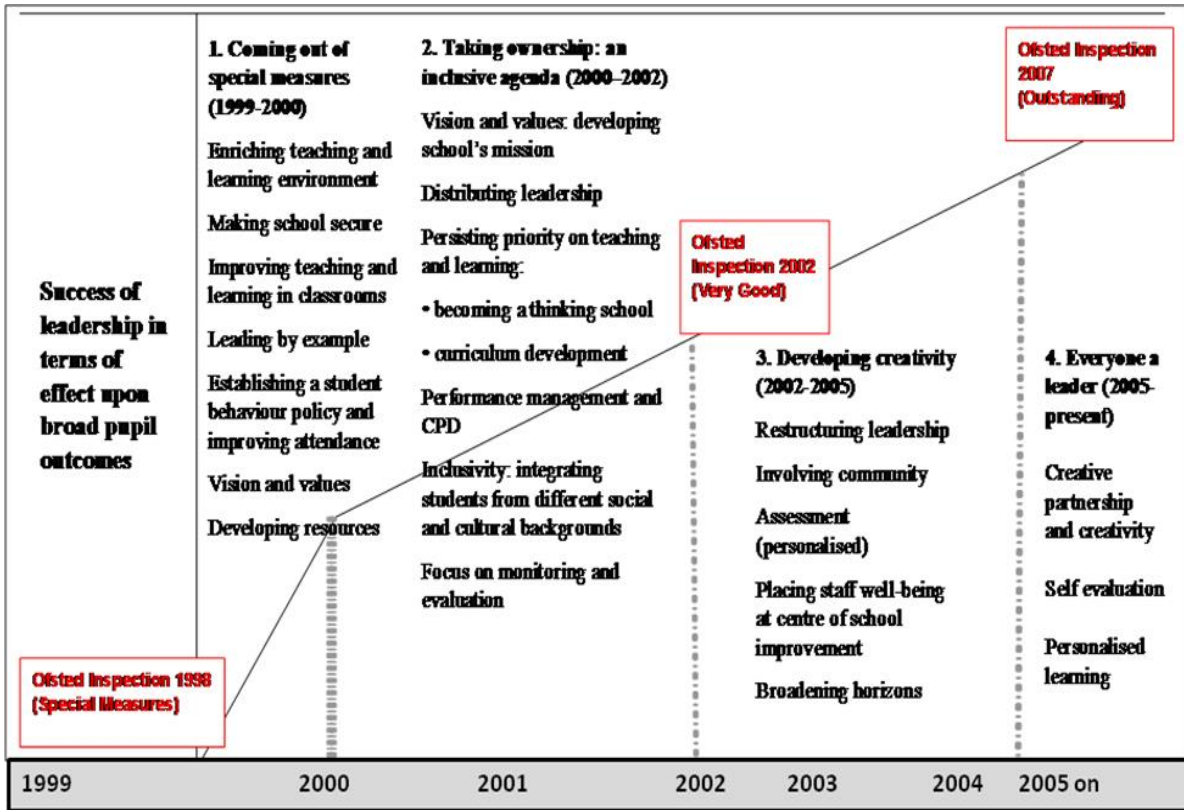 Success of
leadership in
terms of
effect upon
broad pupil
outcomes
1. Coming out of
special measures
(1999-2000)
Enriching teaching and
learning environment
Making school secure
Improving teaching and
learning in classrooms
Leading by example
Establishing a student
behaviour policy and
improving attendance
Vision and values
Developing resources
2. Taking ownership: an
inclusive agenda (2000–2002)
Vision and values: developing
school's mission
Distributing leadership
Persisting priority on teaching
and learning:
• becoming a thinking school
• curriculum development
Performance management and
CPD
Inclusivity: integrating
students from different social
and cultural backgrounds
Focus on monitoring and
evaluation
3. Developing creativity
(2002-2005)
Restructuring leadership
Involving community
Assessment
(personalised)
Placing staff well-being
at centre of school
improvement
Broadening horizons
4. Everyone a
leader (2005-
present)
Creative
partnership
and creativity
Self evaluation
Personalised
learning
Ofsted Inspection 1998
(Special Measures)
Ofsted
Inspection 2002
(Very Good)
Ofsted Inspection
2007
(Outstanding)
1999 2000 2001 2002 2003 2004 2005 on